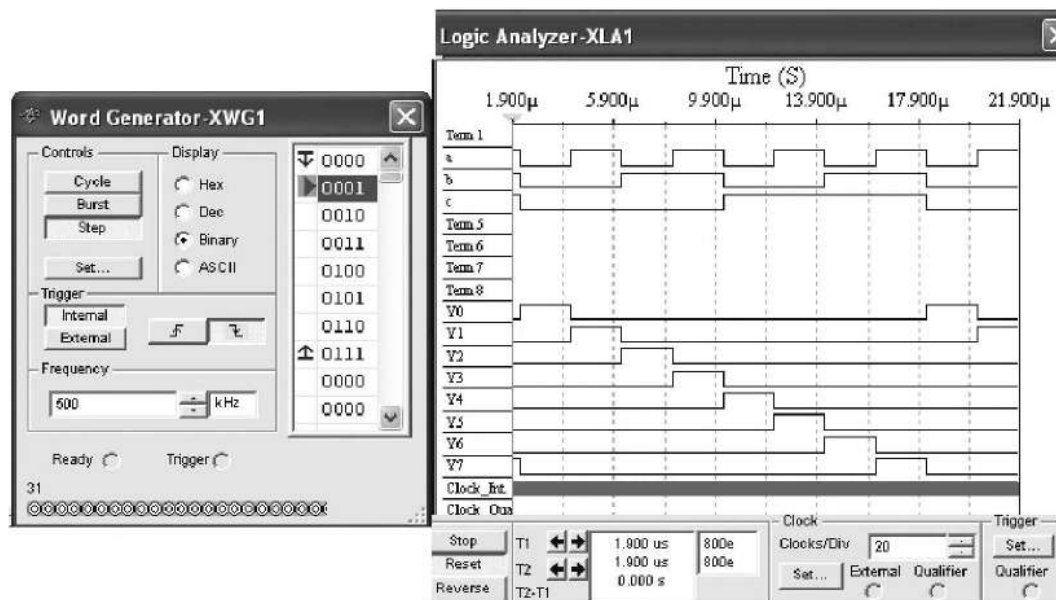 Word Generator-XWG1
Controls
Cycle
Burst
Step
Set...
Display
Hex
Dec
Binary
ASCII
Trigger
Internal
External
Frequency
500
kHz
Ready
Trigger
31
0000
0001
0010
0011
0100
0101
0110
0111
0000
0000
Logic Analyzer-XLA1
Time (S)
1.900µ 5.900µ 9.900µ 13.900µ 17.900µ 21.900µ
Term 1
a
b
c
Term 5
Term 6
Term 7
Term 8
Y0
Y1
Y2
Y3
Y4
Y5
Y6
Y7
Clock_Int
Clock_Qua
Stop
Reset
Reverse
T1
T2
T2-T1
1.900 us
1.900 us
0.000 s
800e
800e
Clock
Clocks/Div
20
Set...
External
Qualifier
Trigger
Set...
Qualifier